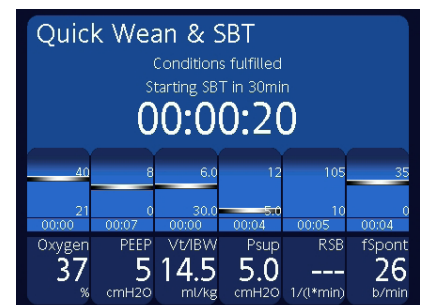 Quick Wean & SBT
Conditions fulfilled
Starting SBT in 30min
00:00:20
40 8 6.0 12 105 35
21 0 30.0 5.0 10 0
00:00 00:07 00:00 00:04 00:05 00:04
Oxygen PEEP Vt/IBW Psup RSB fSpont
37 5 14.5 5.0 --- 26
% cmH2O ml/kg cmH2O 1/(l*min) b/min